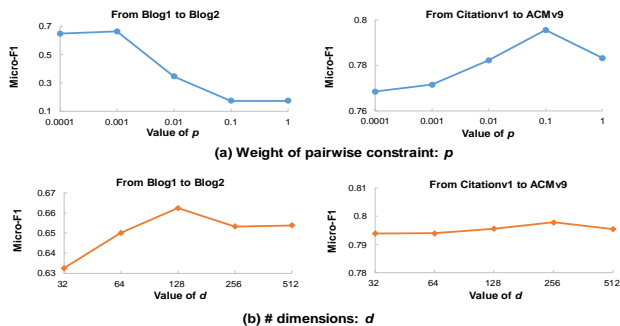 From Blog1 to Blog2
0.7
0.5
0.3
0.1
Micro-F1
0.0001 0.001 0.01 0.1 1
Value of p
From Citationv1 to ACMv9
0.8
0.78
0.76
Micro-F1
0.0001 0.001 0.01 0.1 1
Value of p
(a) Weight of pairwise constraint: p
From Blog1 to Blog2
0.67
0.66
0.65
0.64
0.63
Micro-F1
32 64 128 256 512
Value of d
From Citationv1 to ACMv9
0.81
0.8
0.79
0.78
Micro-F1
32 64 128 256 512
Value of d
(b) # dimensions: d